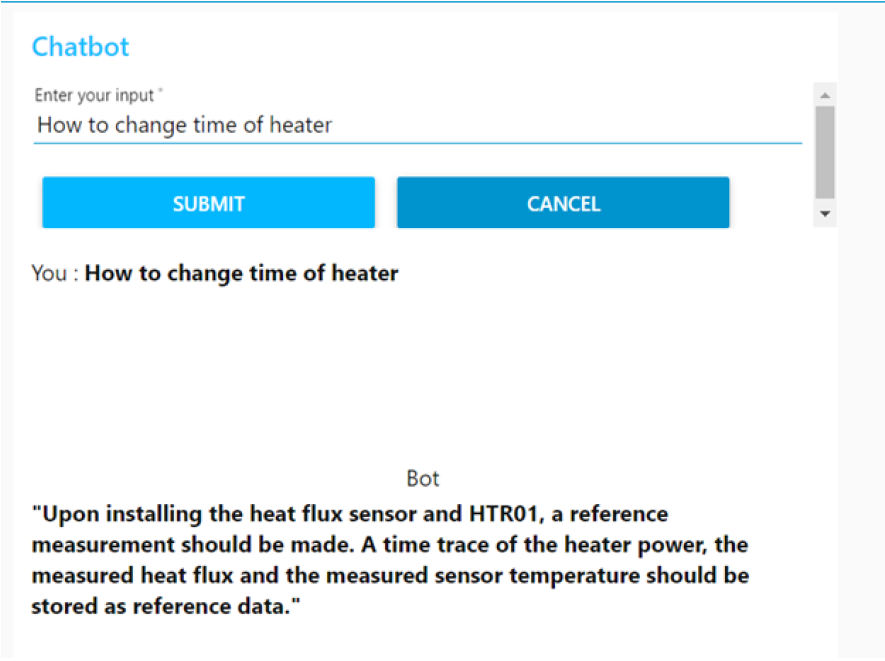 Chatbot
Enter your input *
How to change time of heater
SUBMIT CANCEL
You : How to change time of heater
Bot
"Upon installing the heat flux sensor and HTR01, a reference
measurement should be made. A time trace of the heater power, the
measured heat flux and the measured sensor temperature should be
stored as reference data."